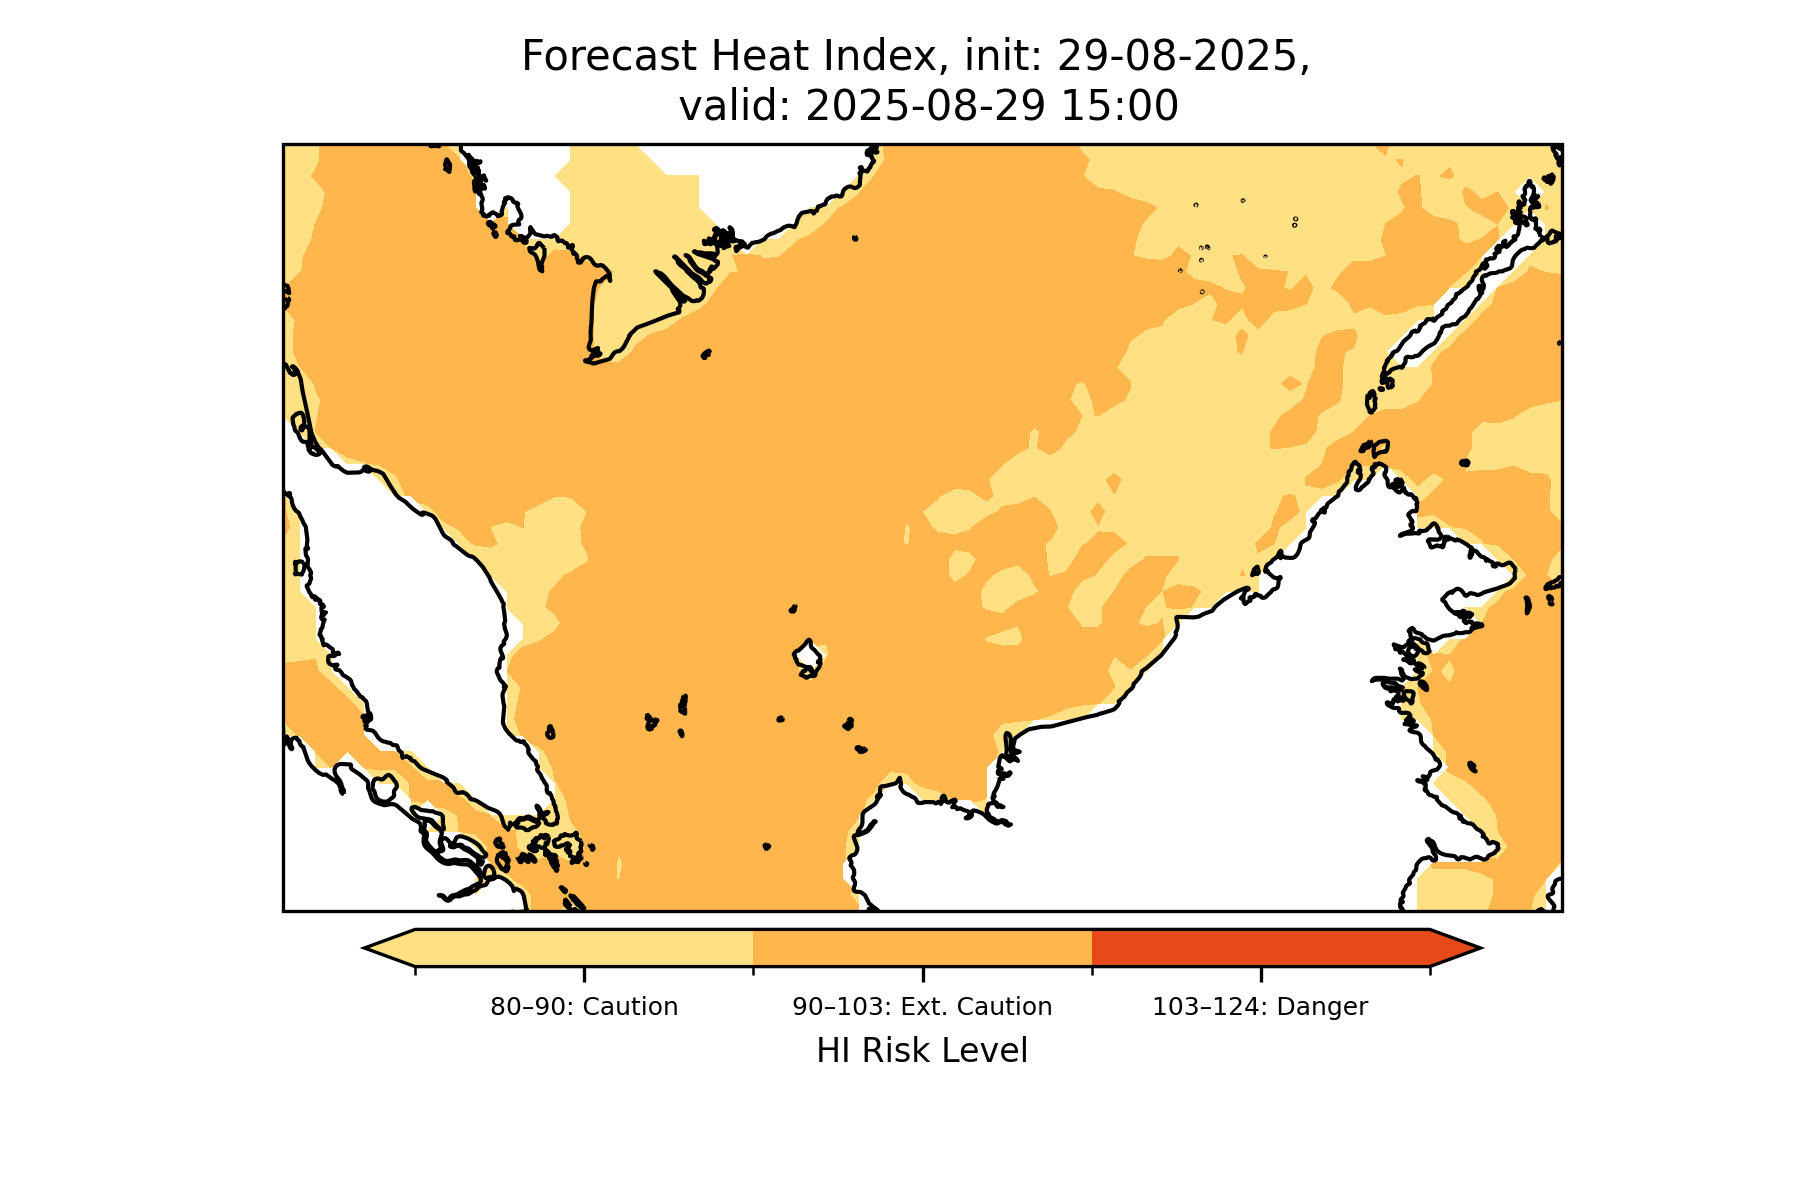 Forecast Heat Index, init: 29-08-2025,
valid: 2025-08-29 15:00
80–90: Caution
90–103: Ext. Caution
103–124: Danger
HI Risk Level